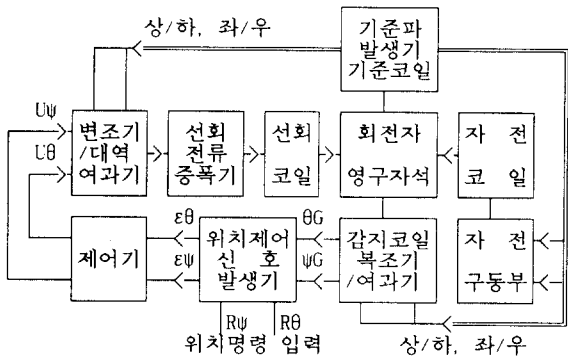 상/하, 좌/우
기준파
발생기
기준코일
Uψ
Uθ
변조기
/대역
여과기
선회
전류
증폭기
선회
코일
회전자
영구자석
자 전
코 일
제어기
εθ
εψ
위치제어
신 호
발생기
θG
ψG
감지코일
복조기
/여과기
자 전
구동부
Rψ
Rθ
위치명령 입력
상/하, 좌/우